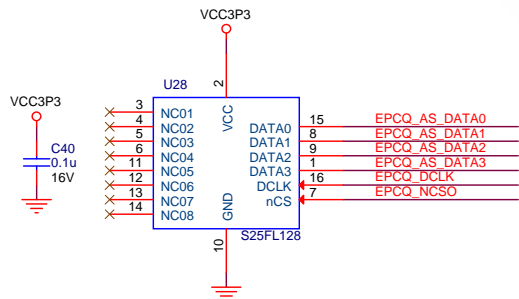 VCC3P3
U28
2
VCC
VCC3P3
C40
0.1u
16V
3 NC01
4 NC02
5 NC03
6 NC04
11 NC05
12 NC06
13 NC07
14 NC08
DATA0 15 EPCQ_AS_DATA0
DATA1 8 EPCQ_AS_DATA1
DATA2 9 EPCQ_AS_DATA2
DATA3 1 EPCQ_AS_DATA3
DCLK 16 EPCQ_DCLK
nCS 7 EPCQ_NCSO
GND
10
S25FL128